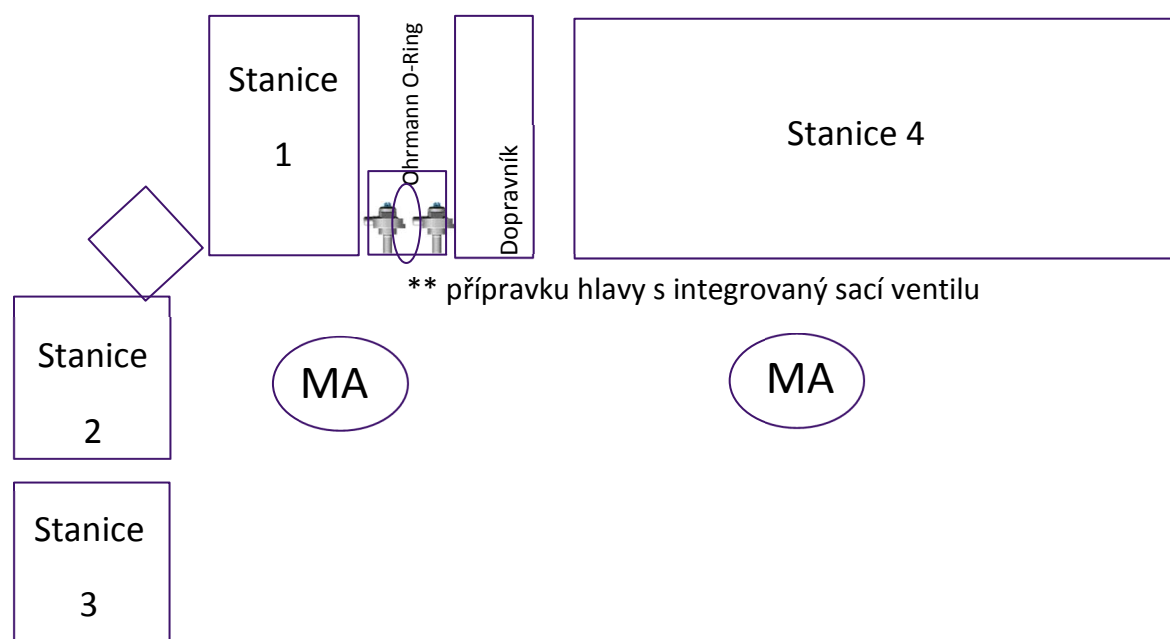 Stanice
1
Ohrmann O-Ring
Dopravník
Stanice 4
** přípravku hlavy s integrovaný sací ventilu
Stanice
2
MA
MA
Stanice
3